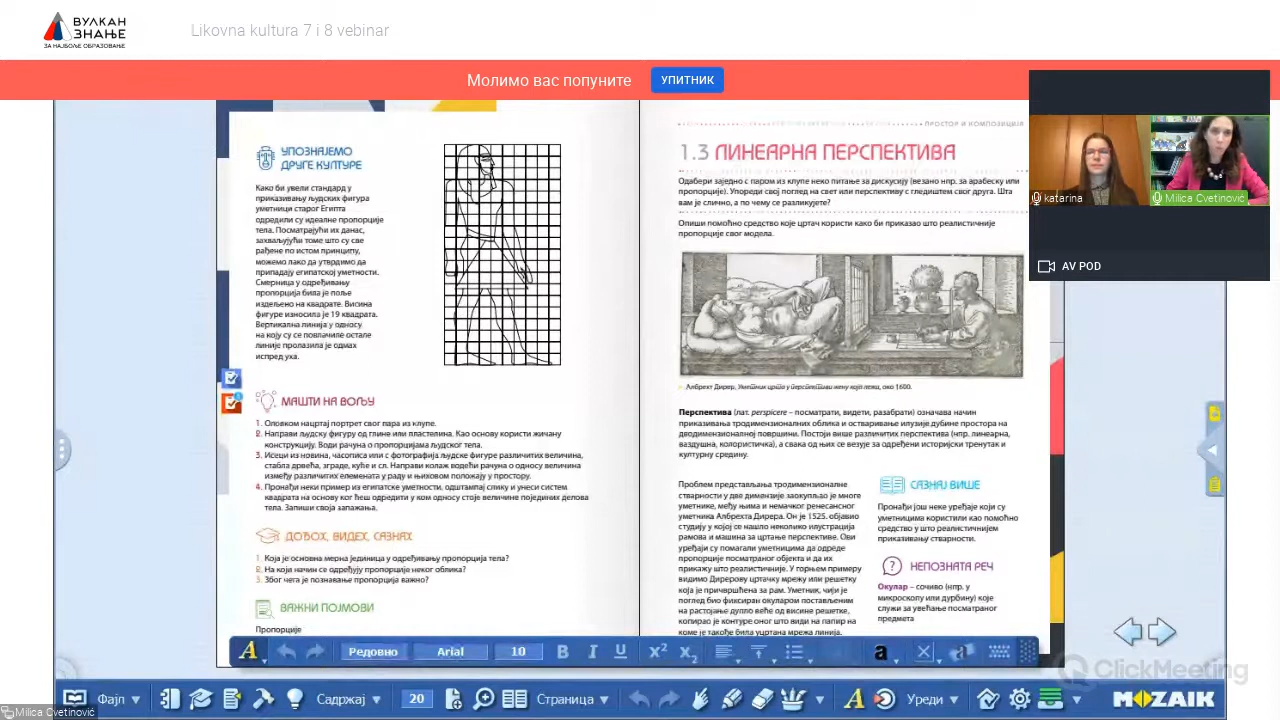 ВУЛКАН
ЗНАЊЕ
ЗА НАЈБОЉЕ ОБРАЗОВАЊЕ
Likovna kultura 7 i 8 vebinar
Молимо вас попуните
УПИТНИК
katarina
Milica Cvetinović
AV POD
УПОЗНАЈЕМО
ДРУГЕ КУЛТУРЕ
Како би увели стандард у
приказивању људских фигура
уметници старог Египта
одредили су идеалне пропорције
тела. Посматрајући их данас,
захваљујући томе што су све
рађене по истом принципу,
можемо лако да утврдимо да
припадају египатској уметности.
Смерница у одређивању
пропорција била је поље
издељено на квадрате. Висина
фигуре износила је 19 квадрата.
Вертикална линија у односу
на коју су се повлачиле остале
линије пролазила је одмах
испред уха.
МАШТИ НА ВОЉУ
1. Оловком нацртај портрет свог пара из клупе.
2. Направи људску фигуру од глине или пластелина. Као основу користи жичану
конструкцију. Води рачуна о пропорцијама људског тела.
3. Исеци из новина, часописа или с фотографија људске фигуре различитих величина,
стабла дрвећа, зграде, куће и сл. Направи колаж водећи рачуна о односу величина
између различитих елемената у раду и њиховом положају у простору.
4. Пронађи неки пример из египатске уметности, одштампај слику и унеси систем
квадрата на основу ког ћеш одредити у ком односу стоје величине појединих делова
тела. Запиши своја запажања.
ДОЂОХ, ВИДЕХ, САЗНАХ
1. Која је основна мерна јединица у одређивању пропорција тела?
2. На који начин се одређују пропорције неког облика?
3. Због чега је познавање пропорција важно?
ВАЖНИ ПОЈМОВИ
Пропорције
ПРОСТОР И КОМПОЗИЦИЈА
1.3 ЛИНЕАРНА ПЕРСПЕКТИВА
Одабери заједно с паром из клупе неко питање за дискусију (везано нпр. за арабеску или
пропорције). Упореди свој поглед на свет или перспективу с гледиштем свог друга. Шта
вам је слично, а по чему се разликујете?
Опиши помоћно средство које цртач користи како би приказао што реалистичније
пропорције свог модела.
Албрехт Дирер, Уметник црта у перспективи жену која лежи, око 1600.
Перспектива (лат. perspicere – посматрати, видети, разабрати) означава начин
приказивања тродимензионалних облика и остваривање илузије дубине простора на
дводимензионалној површини. Постоји више различитих перспектива (нпр. линеарна,
ваздушна, колористичка), а свака од њих се везује за одређени историјски тренутак и
културну средину.
Проблем представљања тродимензионалне
стварности у две димензије заокупљао је многе
уметнике, међу њима и немачког ренесансног
уметника Албрехта Дирера. Он је 1525. објавио
студију у којој се нашло неколико илустрација
рамова и машина за цртање перспективе. Ови
уређаји су помагали уметницима да одреде
пропорције посматраног објекта и да их
прикажу што реалистичније. У горњем примеру
видимо Дирерову цртачку мрежу или решетку
која је причвршћена за рам. Уметник, чији је
поглед био фиксиран окуларом постављеним
на растојање дупло веће од висине решетке,
копирао је контуре оног што види на папир на
коме је такође била уцртана мрежа линија.
САЗНАЈ ВИШЕ
Пронађи још неке уређаје који су
уметницима користили као помоћно
средство у што реалистичнијем
приказивању стварности.
НЕПОЗНАТА РЕЧ
Окулар – сочиво (нпр. у
микроскопу или дурбину) које
служи за увећање посматраног
предмета
A Редовно Arial 10 B I U x² x₂ a
Фајл Садржај 20 Страница A Уреди MOZAIK
ClickMeeting
Milica Cvetinović